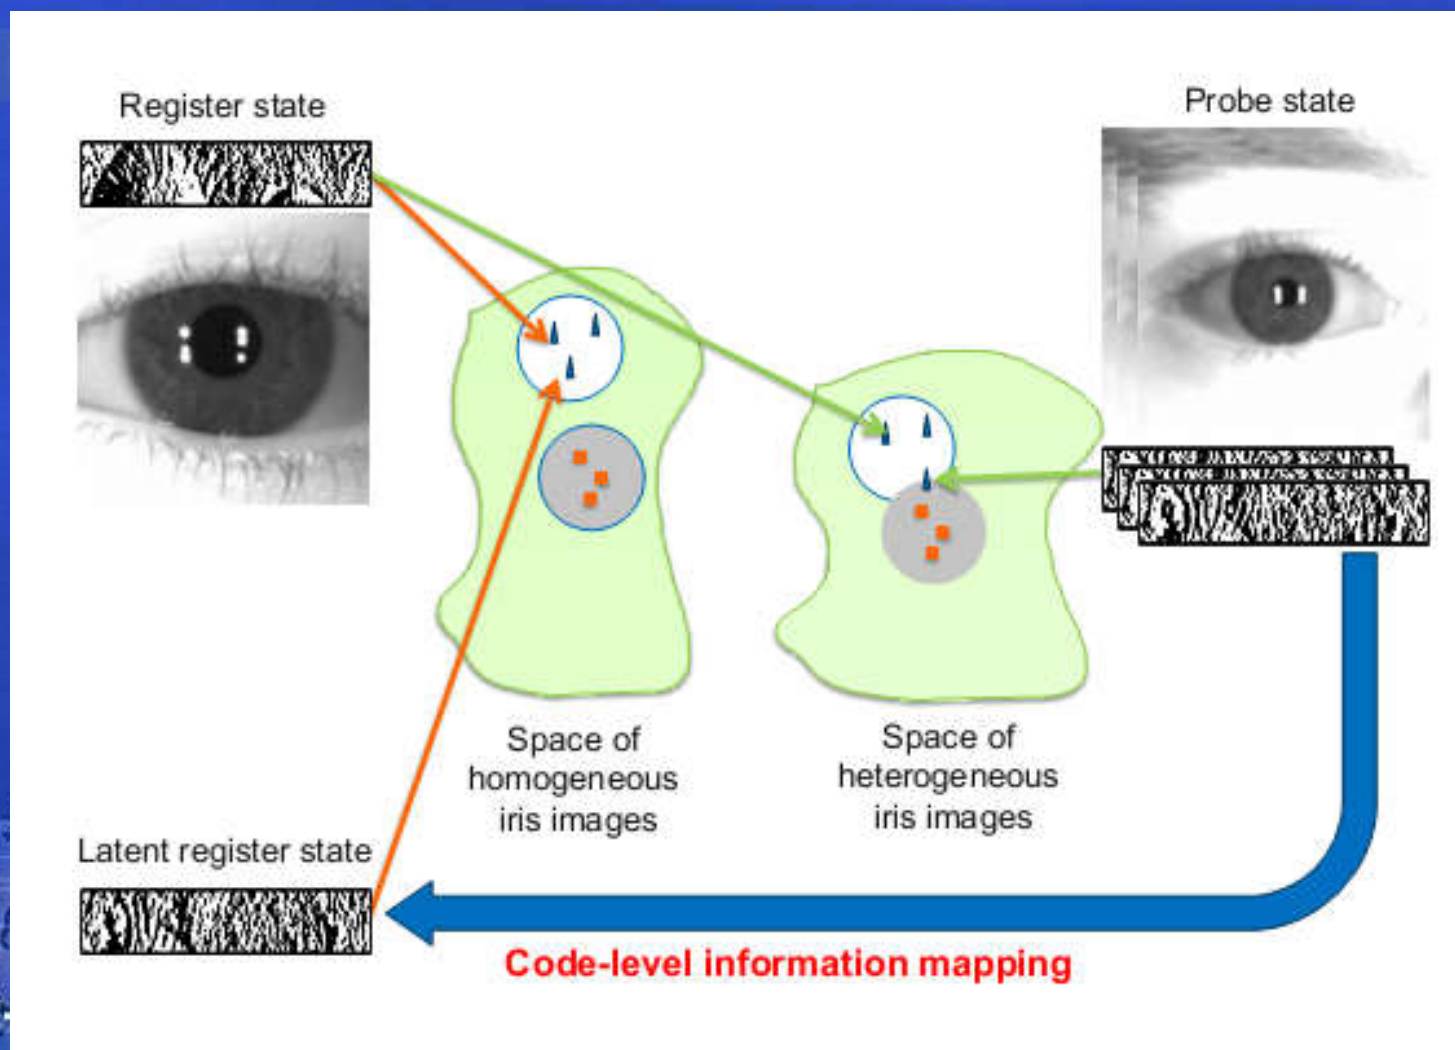 Register state
Probe state
Space of
homogeneous
iris images
Space of
heterogeneous
iris images
Latent register state
Code-level information mapping